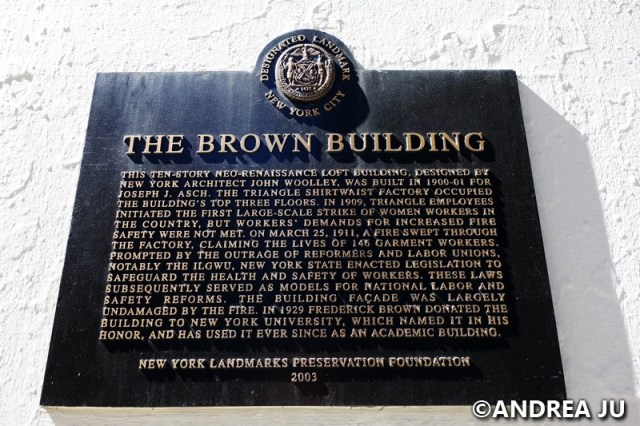 DESIGNATED LANDMARK
NEW YORK CITY
THE BROWN BUILDING
THIS TEN-STORY NEO-RENAISSANCE LOFT BUILDING, DESIGNED BY
NEW YORK ARCHITECT JOHN WOOLLEY, WAS BUILT IN 1900-01 FOR
JOSEPH J. ASCH. THE TRIANGLE SHIRTWAIST FACTORY OCCUPIED
THE BUILDING'S TOP THREE FLOORS. IN 1909, TRIANGLE EMPLOYEES
INITIATED THE FIRST LARGE-SCALE STRIKE OF WOMEN WORKERS IN
THE COUNTRY, BUT WORKERS' DEMANDS FOR INCREASED FIRE
SAFETY WERE NOT MET. ON MARCH 25, 1911, A FIRE SWEPT THROUGH
THE FACTORY, CLAIMING THE LIVES OF 146 GARMENT WORKERS.
PROMPTED BY THE OUTRAGE OF REFORMERS AND LABOR UNIONS,
NOTABLY THE ILGWU, NEW YORK STATE ENACTED LEGISLATION TO
SAFEGUARD THE HEALTH AND SAFETY OF WORKERS. THESE LAWS
SUBSEQUENTLY SERVED AS MODELS FOR NATIONAL LABOR AND
SAFETY REFORMS. THE BUILDING FAÇADE WAS LARGELY
UNDAMAGED BY THE FIRE. IN 1929 FREDERICK BROWN DONATED THE
BUILDING TO NEW YORK UNIVERSITY, WHICH NAMED IT IN HIS
HONOR, AND HAS USED IT EVER SINCE AS AN ACADEMIC BUILDING.
NEW YORK LANDMARKS PRESERVATION FOUNDATION
2003
©ANDREA JU